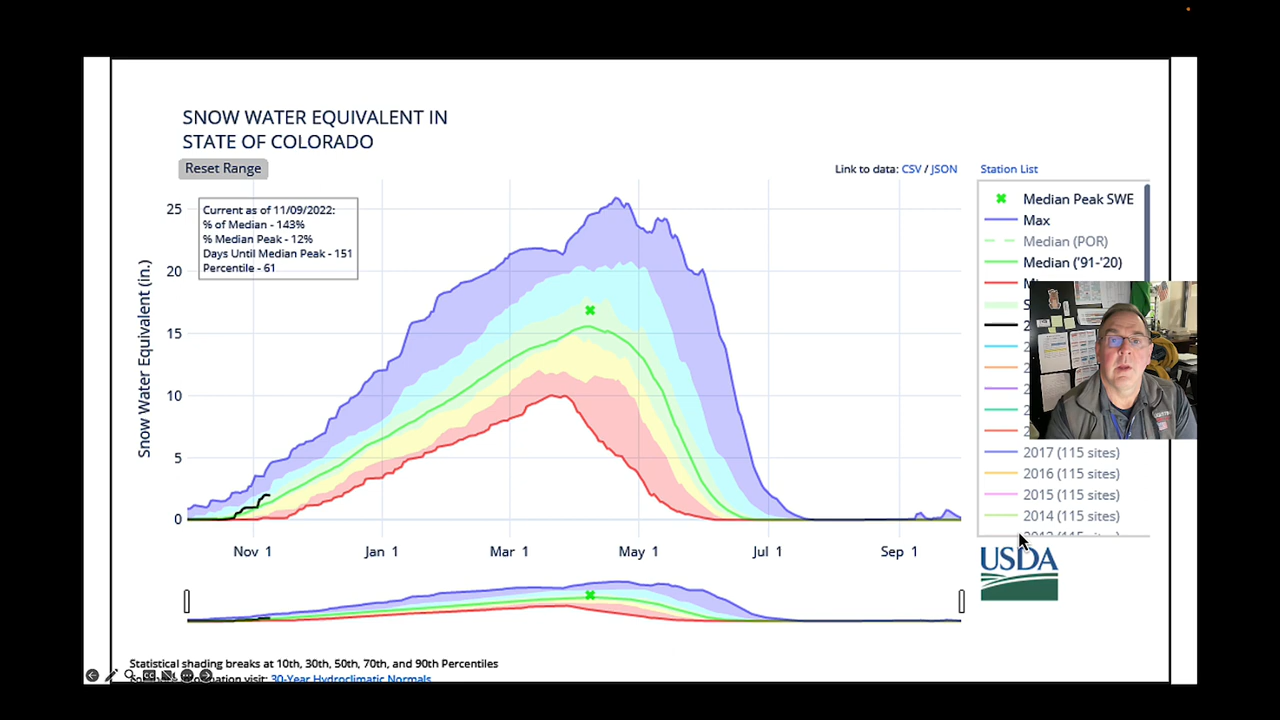 SNOW WATER EQUIVALENT IN
STATE OF COLORADO
Reset Range
Link to data: CSV / JSON
Station List
Current as of 11/09/2022:
% of Median - 143%
% Median Peak - 12%
Days Until Median Peak - 151
Percentile - 61
Snow Water Equivalent (in.)
25
20
15
10
5
0
Nov 1
Jan 1
Mar 1
May 1
Jul 1
Sep 1
Median Peak SWE
Max
Median (POR)
Median ('91-'20)
2017 (115 sites)
2016 (115 sites)
2015 (115 sites)
2014 (115 sites)
USDA
Statistical shading breaks at 10th, 30th, 50th, 70th, and 90th Percentiles
visit: 30-Year Hydroclimatic Normals